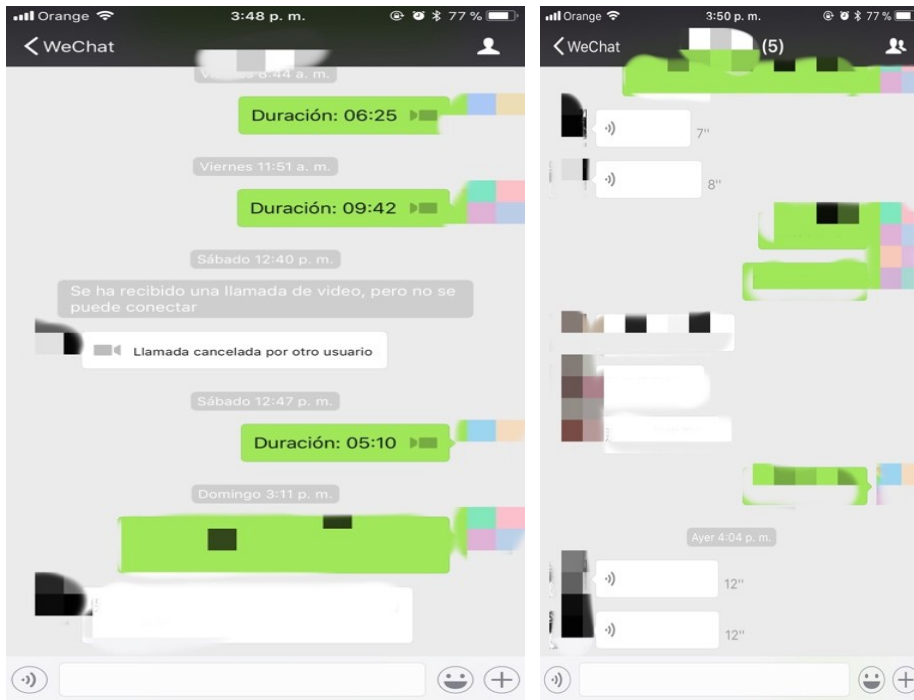 Orange 3:48 p. m. 77 %
WeChat
Viernes 8:44 a. m.
Duración: 06:25
Viernes 11:51 a. m.
Duración: 09:42
Sábado 12:40 p. m.
Se ha recibido una llamada de video, pero no se
puede conectar
Llamada cancelada por otro usuario
Sábado 12:47 p. m.
Duración: 05:10
Domingo 3:11 p. m.
Orange 3:50 p. m. 77 %
WeChat (5)
7"
8"
Ayer 4:04 p. m.
12"
12"